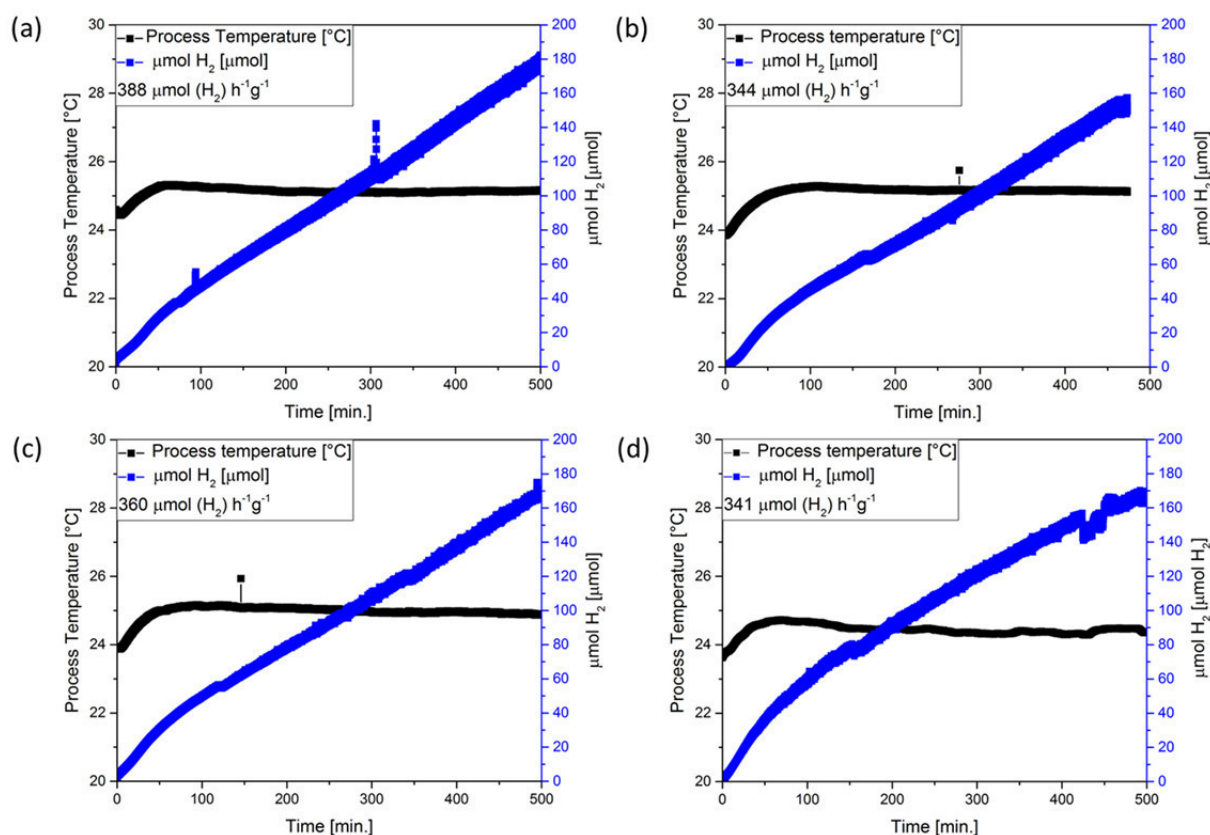 (a)
Process Temperature [°C]
μmol H₂ [μmol]
388 μmol (H₂) h⁻¹g⁻¹
30
28
26
24
22
20
Process Temperature [°C]
200
180
160
140
120
100
80
60
40
20
0
μmol H₂ [μmol]
0 100 200 300 400 500
Time [min.]
(b)
Process temperature [°C]
μmol H₂ [μmol]
344 μmol (H₂) h⁻¹g⁻¹
30
28
26
24
22
20
Process Temperature [°C]
200
180
160
140
120
100
80
60
40
20
0
μmol H₂ [μmol]
0 100 200 300 400 500
Time [min.]
(c)
Process temperature [°C]
μmol H₂ [μmol]
360 μmol (H₂) h⁻¹g⁻¹
30
28
26
24
22
20
Process Temperature [°C]
200
180
160
140
120
100
80
60
40
20
0
μmol H₂ [μmol]
0 100 200 300 400 500
Time [min.]
(d)
Process temperature [°C]
μmol H₂ [μmol]
341 μmol (H₂) h⁻¹g⁻¹
30
28
26
24
22
20
Process Temperature [°C]
200
180
160
140
120
100
80
60
40
20
0
μmol H₂ [μmol H₂]
0 100 200 300 400 500
Time [min.]